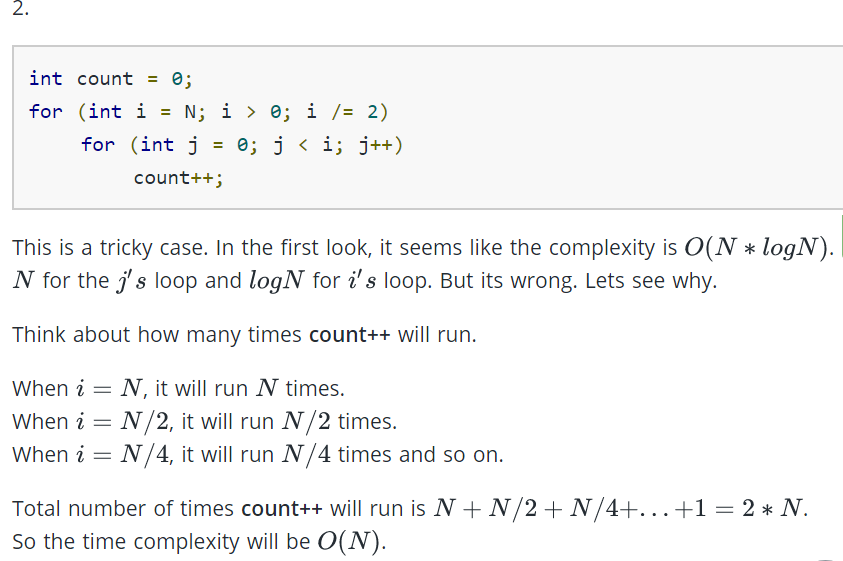 2.
int count = 0;
for (int i = N; i > 0; i /= 2)
for (int j = 0; j < i; j++)
count++;
This is a tricky case. In the first look, it seems like the complexity is O(N * logN).
N for the j's loop and logN for i's loop. But its wrong. Lets see why.
Think about how many times count++ will run.
When i = N, it will run N times.
When i = N/2, it will run N/2 times.
When i = N/4, it will run N/4 times and so on.
Total number of times count++ will run is N + N/2 + N/4+...+1 = 2 * N.
So the time complexity will be O(N).